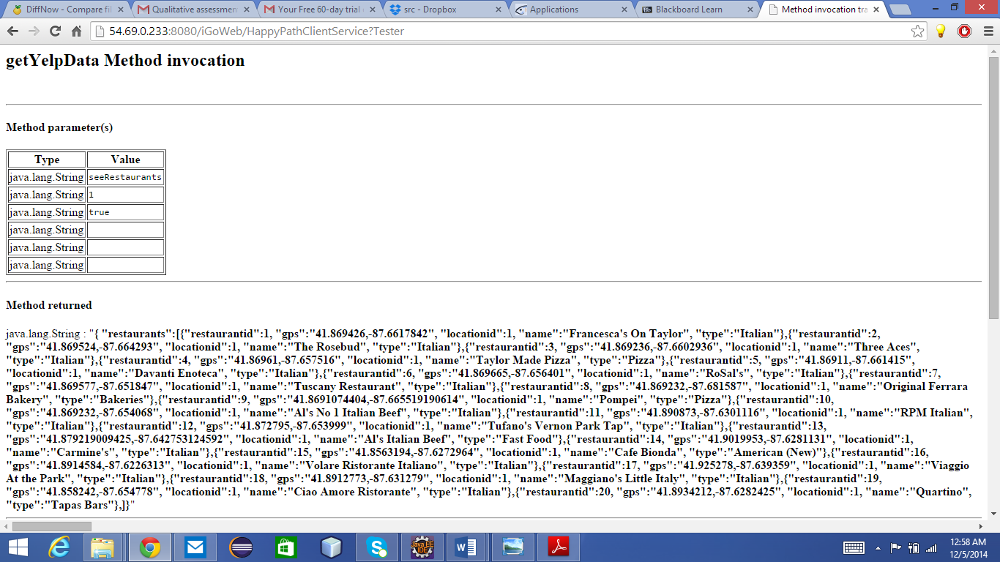 DiffNow - Compare fil
Qualitative assessmen
Your Free 60-day trial
src - Dropbox
Applications
Blackboard Learn
Method invocation tra
54.69.0.233:8080/iGoWeb/HappyPathClientService?Tester
getYelpData Method invocation
Method parameter(s)
Type Value
java.lang.String seeRestaurants
java.lang.String 1
java.lang.String true
java.lang.String
java.lang.String
java.lang.String
Method returned
java.lang.String : "{ "restaurants":[{"restaurantid":1, "gps":"41.869426,-87.6617842", "locationid":1, "name":"Francesca's On Taylor", "type":"Italian"},{"restaurantid":2,
"gps":"41.869524,-87.664293", "locationid":1, "name":"The Rosebud", "type":"Italian"},{"restaurantid":3, "gps":"41.869236,-87.6602936", "locationid":1, "name":"Three Aces",
"type":"Italian"},{"restaurantid":4, "gps":"41.86961,-87.657516", "locationid":1, "name":"Taylor Made Pizza", "type":"Pizza"},{"restaurantid":5, "gps":"41.86911,-87.661415",
"locationid":1, "name":"Davanti Enoteca", "type":"Italian"},{"restaurantid":6, "gps":"41.869665,-87.656401", "locationid":1, "name":"RoSal's", "type":"Italian"},{"restaurantid":7,
"gps":"41.869577,-87.651847", "locationid":1, "name":"Tuscany Restaurant", "type":"Italian"},{"restaurantid":8, "gps":"41.869232,-87.681587", "locationid":1, "name":"Original Ferrara
Bakery", "type":"Bakeries"},{"restaurantid":9, "gps":"41.8691074404,-87.665519190614", "locationid":1, "name":"Pompei", "type":"Pizza"},{"restaurantid":10,
"gps":"41.869232,-87.654068", "locationid":1, "name":"Al's No 1 Italian Beef", "type":"Italian"},{"restaurantid":11, "gps":"41.890873,-87.6301116", "locationid":1, "name":"RPM Italian",
"type":"Italian"},{"restaurantid":12, "gps":"41.872795,-87.653999", "locationid":1, "name":"Tufano's Vernon Park Tap", "type":"Italian"},{"restaurantid":13,
"gps":"41.879219009425,-87.642753124592", "locationid":1, "name":"Al's Italian Beef", "type":"Fast Food"},{"restaurantid":14, "gps":"41.9019953,-87.6281131", "locationid":1,
"name":"Carmine's", "type":"Italian"},{"restaurantid":15, "gps":"41.8563194,-87.6272964", "locationid":1, "name":"Cafe Bionda", "type":"American (New)"},{"restaurantid":16,
"gps":"41.8914584,-87.6226313", "locationid":1, "name":"Volare Ristorante Italiano", "type":"Italian"},{"restaurantid":17, "gps":"41.925278,-87.639359", "locationid":1, "name":"Viaggio
At the Park", "type":"Italian"},{"restaurantid":18, "gps":"41.8912773,-87.631279", "locationid":1, "name":"Maggiano's Little Italy", "type":"Italian"},{"restaurantid":19,
"gps":"41.858242,-87.654778", "locationid":1, "name":"Ciao Amore Ristorante", "type":"Italian"},{"restaurantid":20, "gps":"41.8934212,-87.6282425", "locationid":1, "name":"Quartino",
"type":"Tapas Bars"},]}"
Java EE
IDE
12:58 AM
12/5/2014